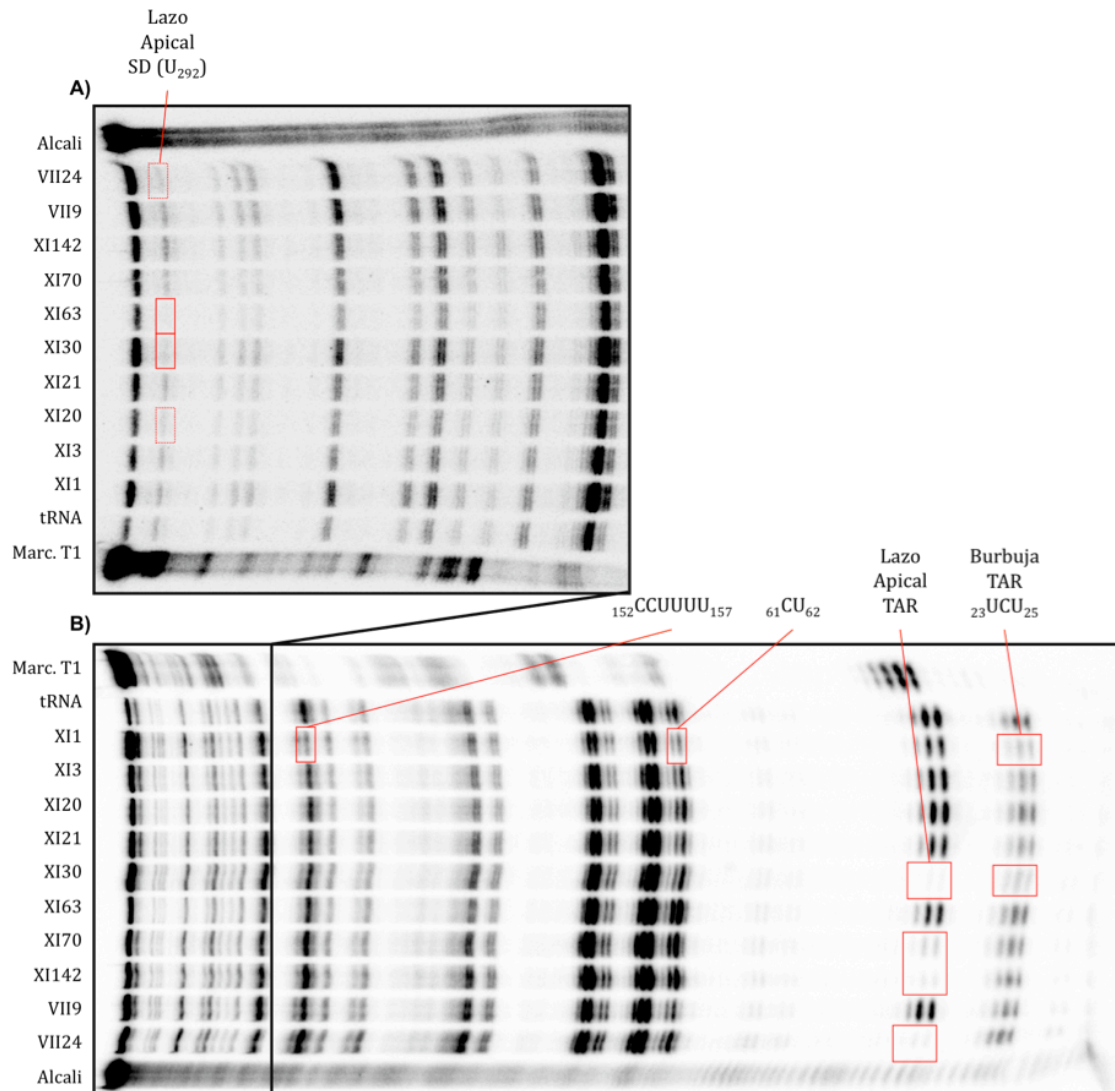 Lazo
Apical
SD (U₂₉₂)
A)
Alcali
VII24
VII9
XI142
XI70
XI63
XI30
XI21
XI20
XI3
XI1
tRNA
Marc. T1
Lazo
Apical
TAR
Burbuja
TAR
₂₃UCU₂₅
₁₅₂CCUUUU₁₅₇
₆₁CU₆₂
B)
Marc. T1
tRNA
XI1
XI3
XI20
XI21
XI30
XI63
XI70
XI142
VII9
VII24
Alcali